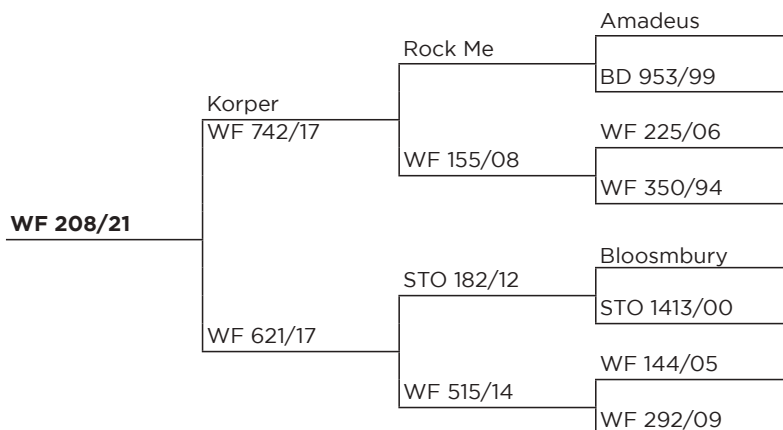 Amadeus
Rock Me
BD 953/99
Korper
WF 742/17
WF 225/06
WF 155/08
WF 350/94
WF 208/21
Bloosmbury
STO 182/12
STO 1413/00
WF 621/17
WF 144/05
WF 515/14
WF 292/09